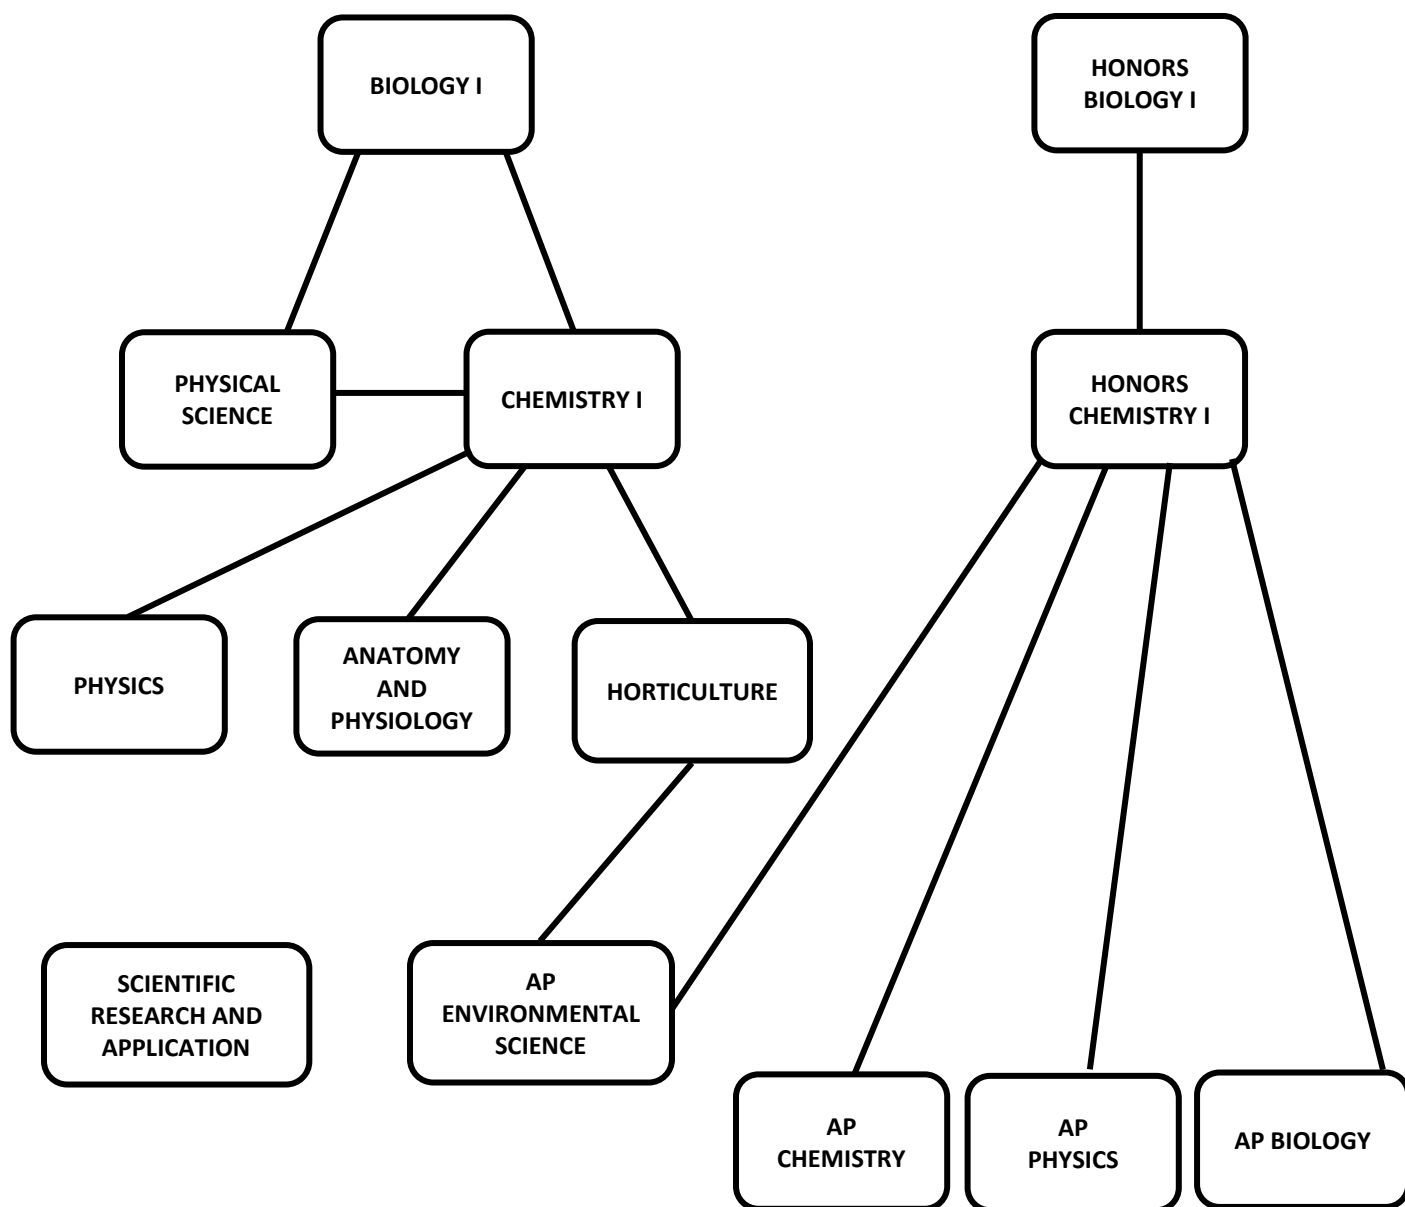 BIOLOGY I
HONORS
BIOLOGY I
PHYSICAL
SCIENCE
CHEMISTRY I
HONORS
CHEMISTRY I
PHYSICS
ANATOMY
AND
PHYSIOLOGY
HORTICULTURE
SCIENTIFIC
RESEARCH AND
APPLICATION
AP
ENVIRONMENTAL
SCIENCE
AP
CHEMISTRY
AP
PHYSICS
AP BIOLOGY